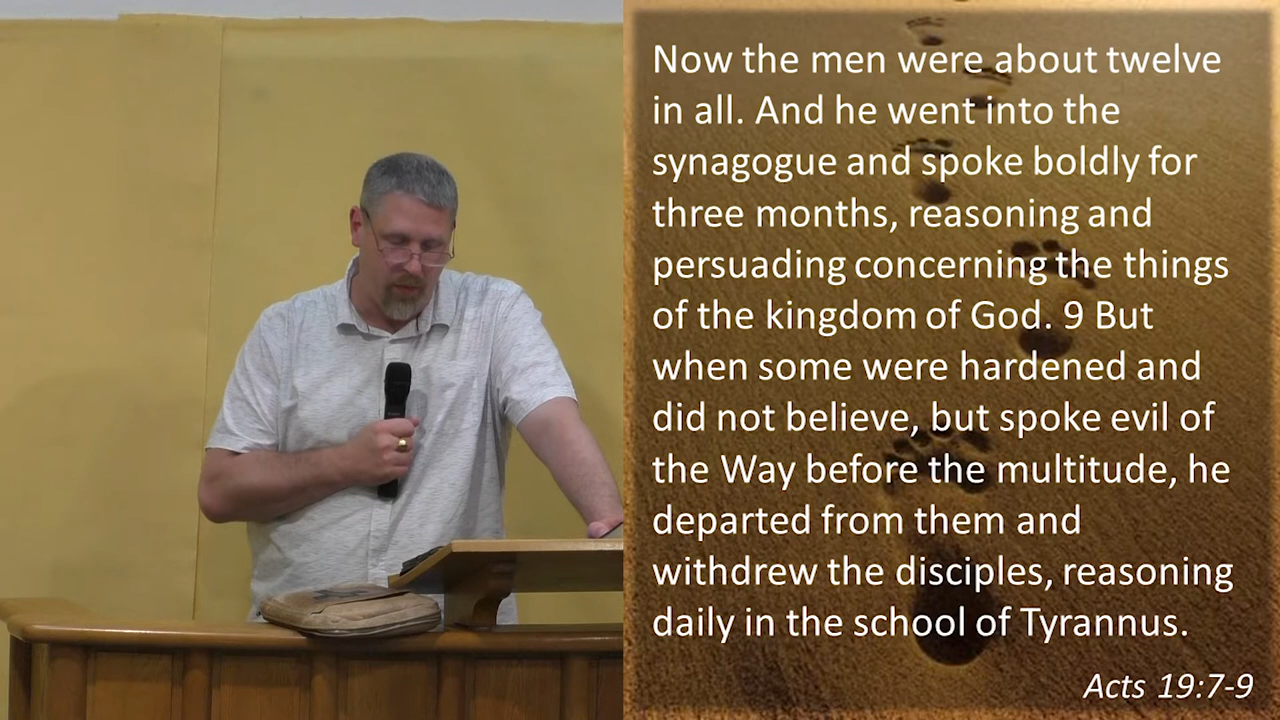 Now the men were about twelve
in all. And he went into the
synagogue and spoke boldly for
three months, reasoning and
persuading concerning the things
of the kingdom of God. 9 But
when some were hardened and
did not believe, but spoke evil of
the Way before the multitude, he
departed from them and
withdrew the disciples, reasoning
daily in the school of Tyrannus.
Acts 19:7-9